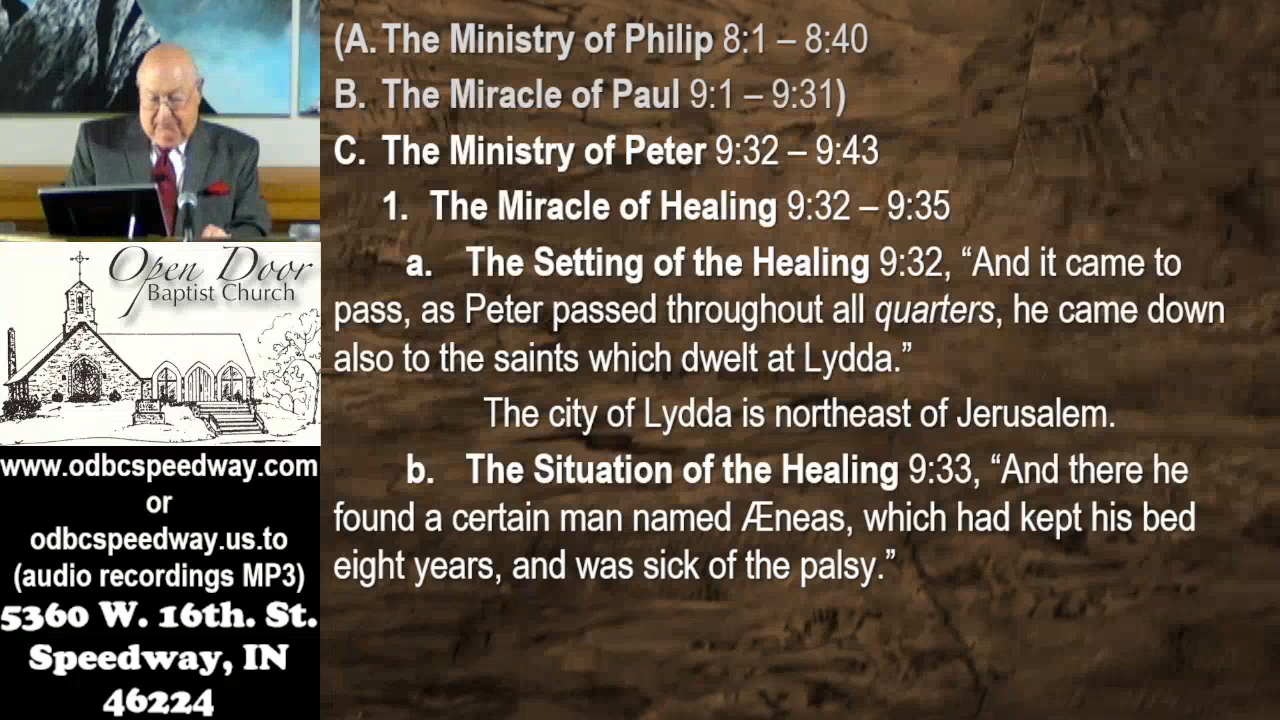 (A. The Ministry of Philip 8:1 – 8:40
B. The Miracle of Paul 9:1 – 9:31)
C. The Ministry of Peter 9:32 – 9:43
1. The Miracle of Healing 9:32 – 9:35
a. The Setting of the Healing 9:32, “And it came to
pass, as Peter passed throughout all quarters, he came down
also to the saints which dwelt at Lydda.”
The city of Lydda is northeast of Jerusalem.
b. The Situation of the Healing 9:33, “And there he
found a certain man named Æneas, which had kept his bed
eight years, and was sick of the palsy.”
Open Door
Baptist Church
www.odbcspeedway.com
or
odbcspeedway.us.to
(audio recordings MP3)
5360 W. 16th. St.
Speedway, IN
46224